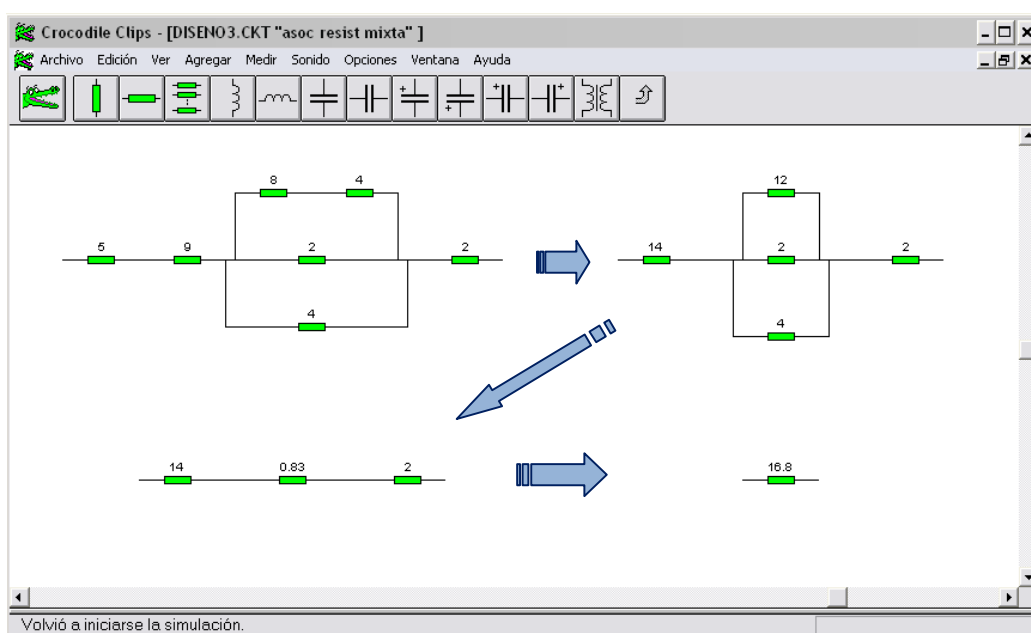 Crocodile Clips - [DISENO3.CKT "asoc resist mixta" ]
Archivo Edición Ver Agregar Medir Sonido Opciones Ventana Ayuda
8 4
5 9 2 2
4
12
14 2 2
4
14 0.83 2
16.8
Volvió a iniciarse la simulación.